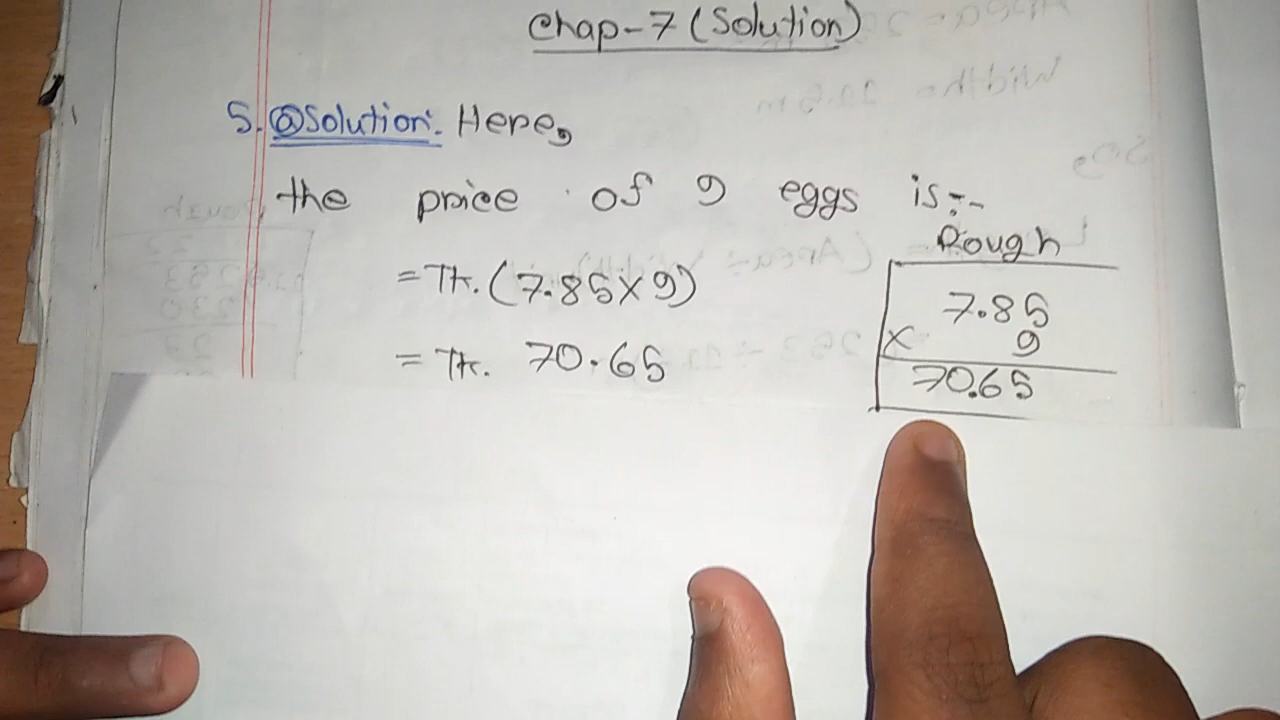 Chap-7 (Solution)
5. ⓐ Solution: Here,
the price of 9 eggs is:-
= Tk. (7.85 x 9)
= Tk. 70.65
Rough
7.85
x 9
70.65